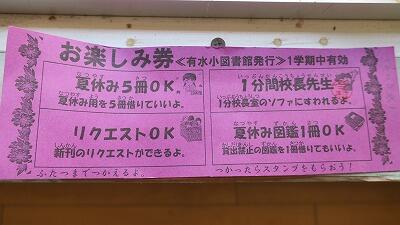 お楽しみ券 ≪有水小図書館発行≫1学期中有効
夏休み5冊OK
夏休み用を5冊借りていいよ。
1分間校長先生
1分校長室のソファにすわれるよ。
リクエストOK
新刊のリクエストができるよ。
夏休み図鑑1冊OK
貸出禁止の図鑑を1冊借りてもいいよ。
ふたつまでつかえるよ。
つかったらスタンプをもらおう!